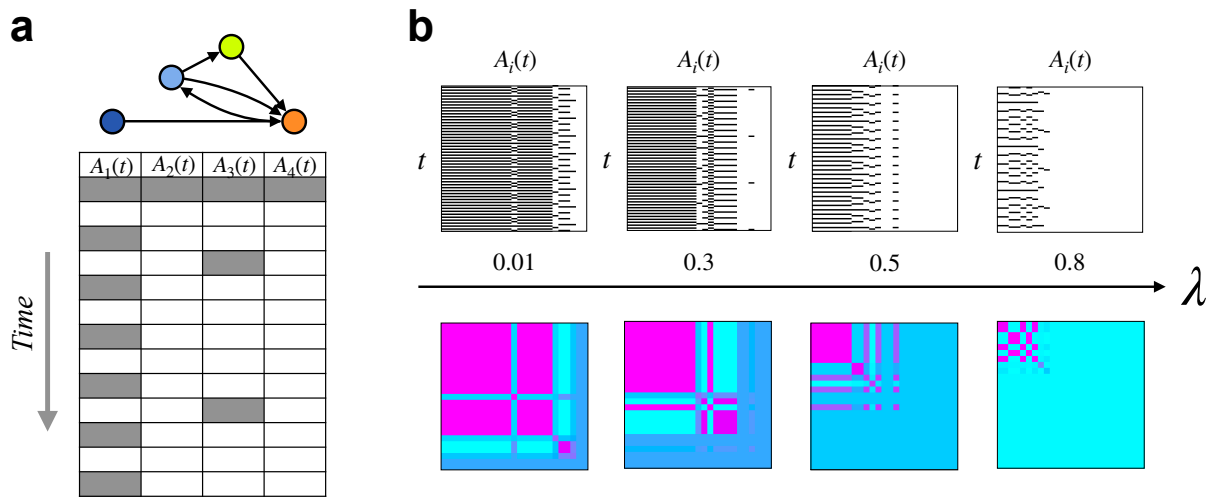 a
A₁(t) A₂(t) A₃(t) A₄(t)
Time
b
Aᵢ(t) Aᵢ(t) Aᵢ(t) Aᵢ(t)
t t t t
0.01 0.3 0.5 0.8
λ